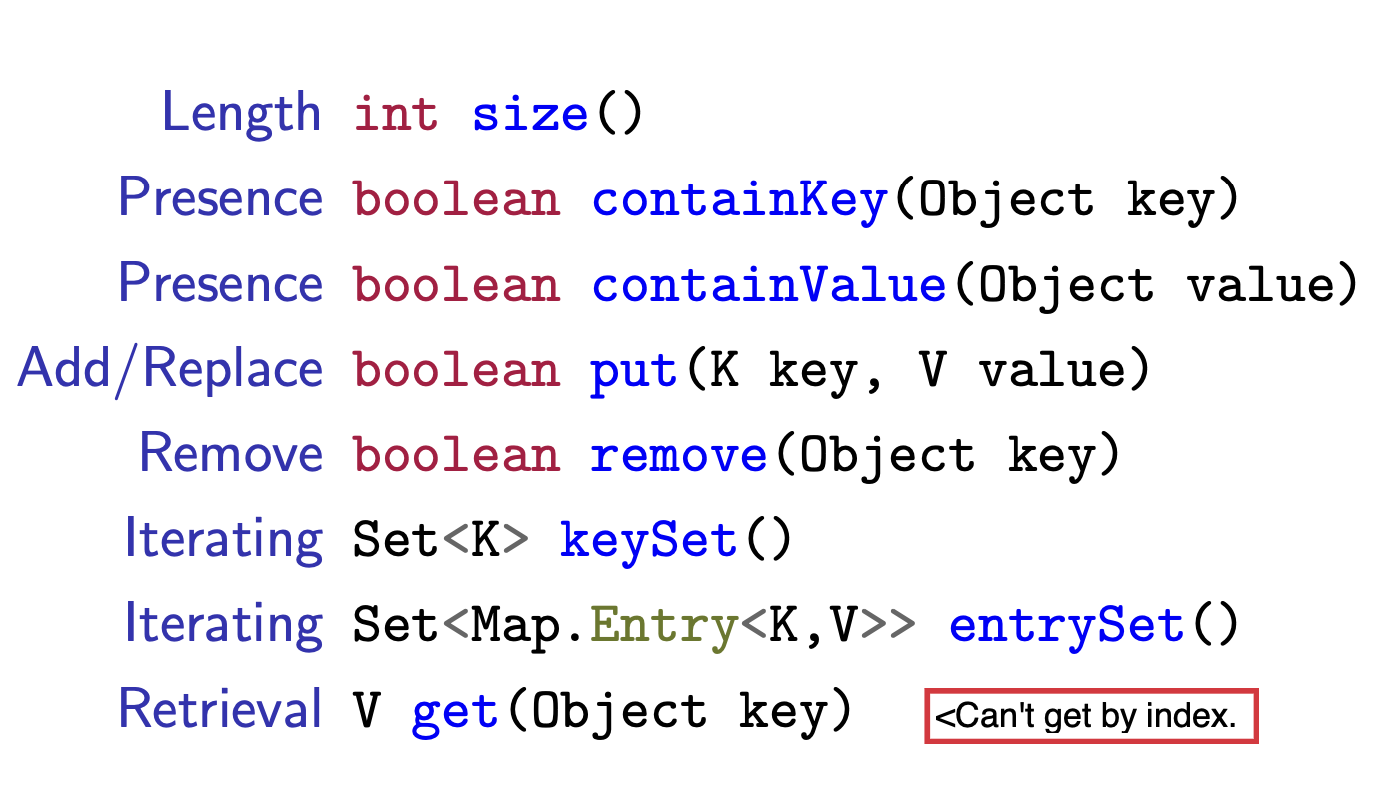 Length int size()
Presence boolean containKey(Object key)
Presence boolean containValue(Object value)
Add/Replace boolean put(K key, V value)
Remove boolean remove(Object key)
Iterating Set<K> keySet()
Iterating Set<Map.Entry<K,V>> entrySet()
Retrieval V get(Object key) <Can't get by index.